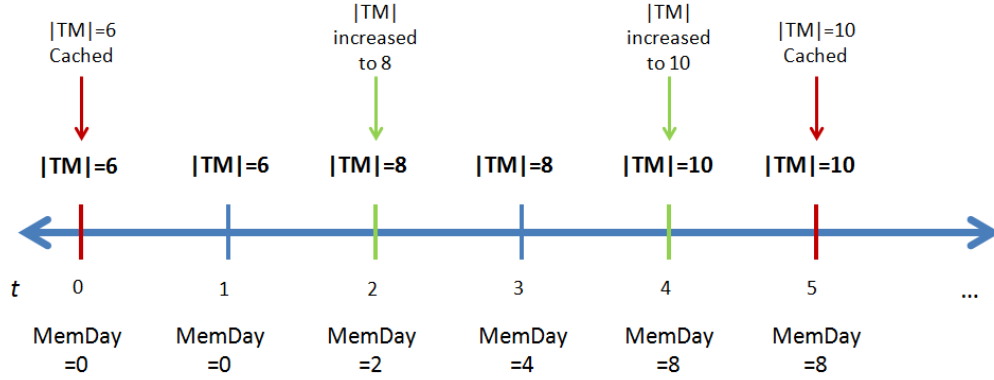 |TM|=6
Cached
|TM|
increased
to 8
|TM|
increased
to 10
|TM|=10
Cached
|TM|=6 |TM|=6 |TM|=8 |TM|=8 |TM|=10 |TM|=10
t 0 1 2 3 4 5 ...
MemDay
=0
MemDay
=0
MemDay
=2
MemDay
=4
MemDay
=8
MemDay
=8